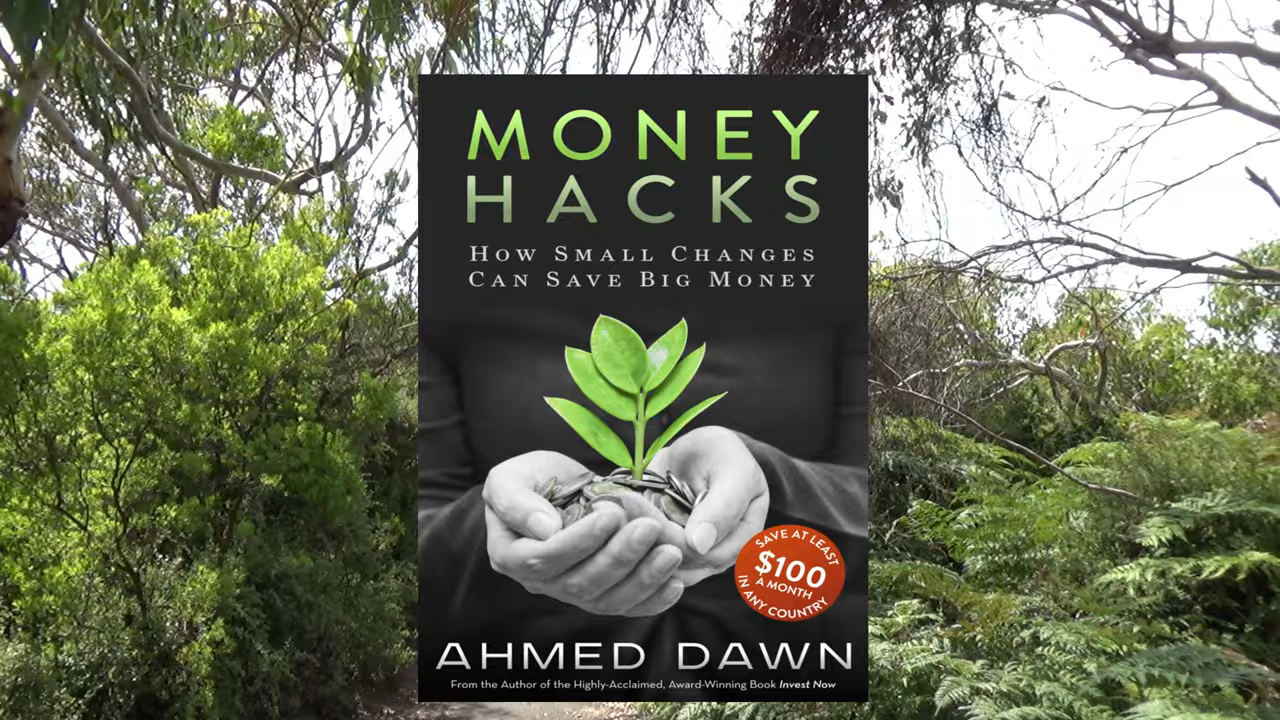 MONEY
HACKS
HOW SMALL CHANGES
CAN SAVE BIG MONEY
SAVE AT LEAST
$100
A MONTH
IN ANY COUNTRY
AHMED DAWN
From the Author of the Highly-Acclaimed, Award-Winning Book Invest Now